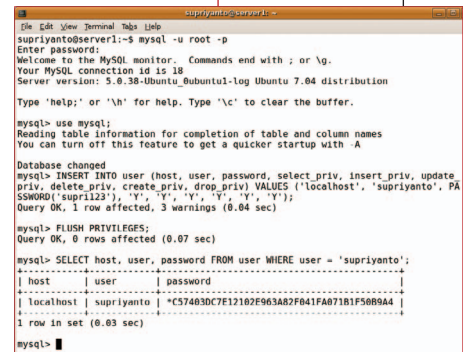 supriyanto@server1: ~
File Edit View Terminal Tabs Help
supriyanto@server1:~$ mysql -u root -p
Enter password:
Welcome to the MySQL monitor.  Commands end with ; or \g.
Your MySQL connection id is 18
Server version: 5.0.38-Ubuntu_0ubuntu1-log Ubuntu 7.04 distribution
Type 'help;' or '\h' for help. Type '\c' to clear the buffer.
mysql> use mysql;
Reading table information for completion of table and column names
You can turn off this feature to get a quicker startup with -A
Database changed
mysql> INSERT INTO user (host, user, password, select_priv, insert_priv, update_
priv, delete_priv, create_priv, drop_priv) VALUES ('localhost', 'supriyanto', PA
SSWORD('supri123'), 'Y', 'Y', 'Y', 'Y', 'Y', 'Y');
Query OK, 1 row affected, 3 warnings (0.04 sec)
mysql> FLUSH PRIVILEGES;
Query OK, 0 rows affected (0.07 sec)
mysql> SELECT host, user, password FROM user WHERE user = 'supriyanto';
| host | user | password |
| localhost | supriyanto | *C57403DC7E12102E963A82F041FA071B1F50B9A4 |
1 row in set (0.03 sec)
mysql>